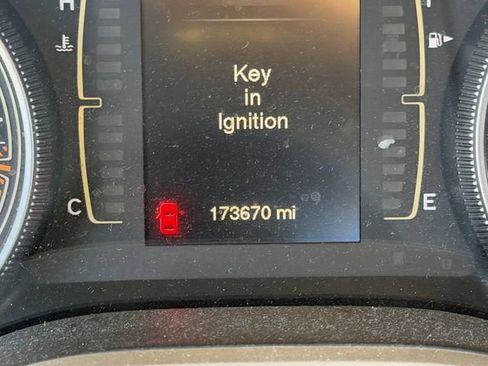 H
Key
in
Ignition
C
173670 mi
E